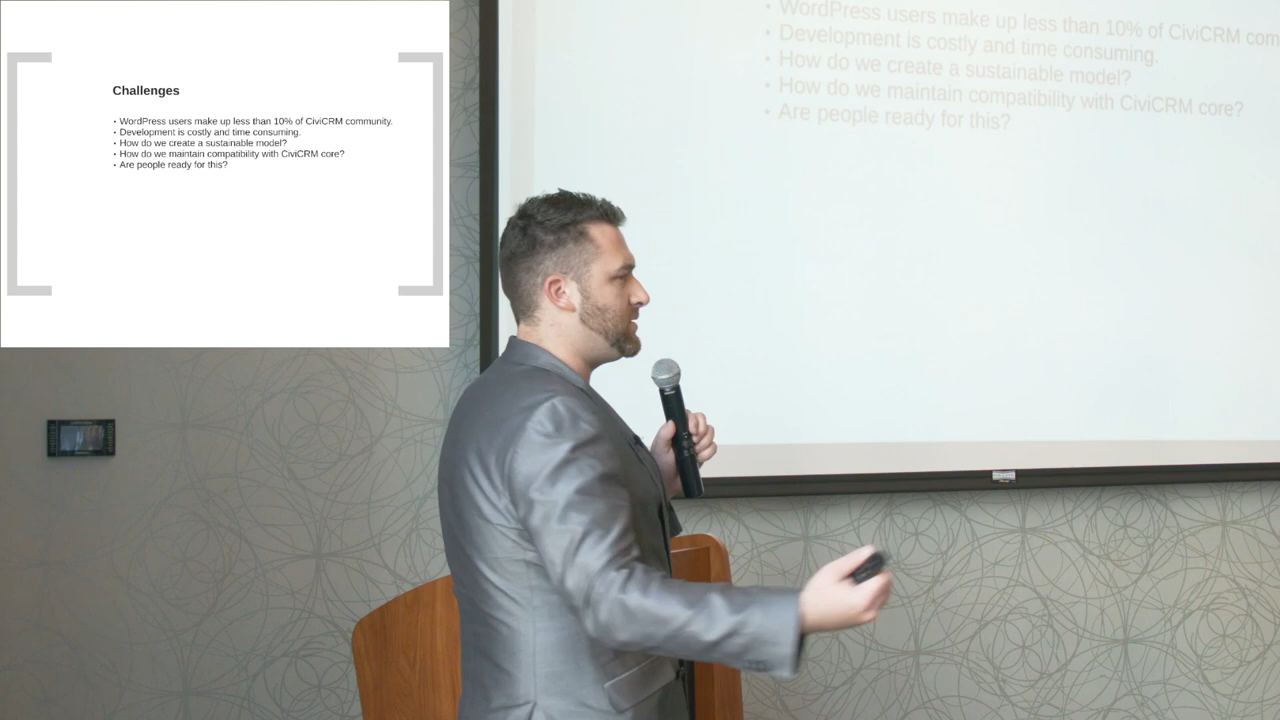 Challenges
• WordPress users make up less than 10% of CiviCRM community.
• Development is costly and time consuming.
• How do we create a sustainable model?
• How do we maintain compatibility with CiviCRM core?
• Are people ready for this?
• WordPress users make up less than 10% of CiviCRM com
• Development is costly and time consuming.
• How do we create a sustainable model?
• How do we maintain compatibility with CiviCRM core?
• Are people ready for this?